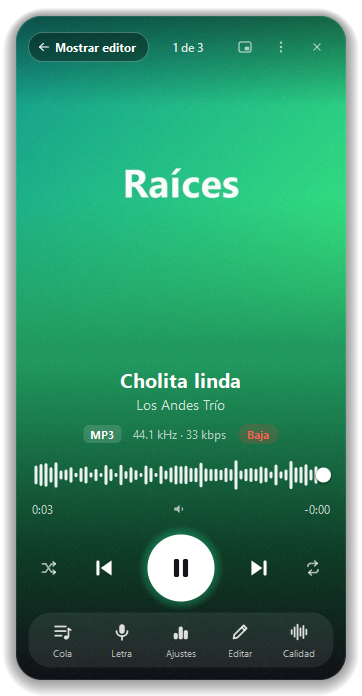 Mostrar editor
1 de 3
Raíces
Cholita linda
Los Andes Trío
MP3 44.1 kHz · 33 kbps Baja
0:03 -0:00
Cola Letra Ajustes Editar Calidad